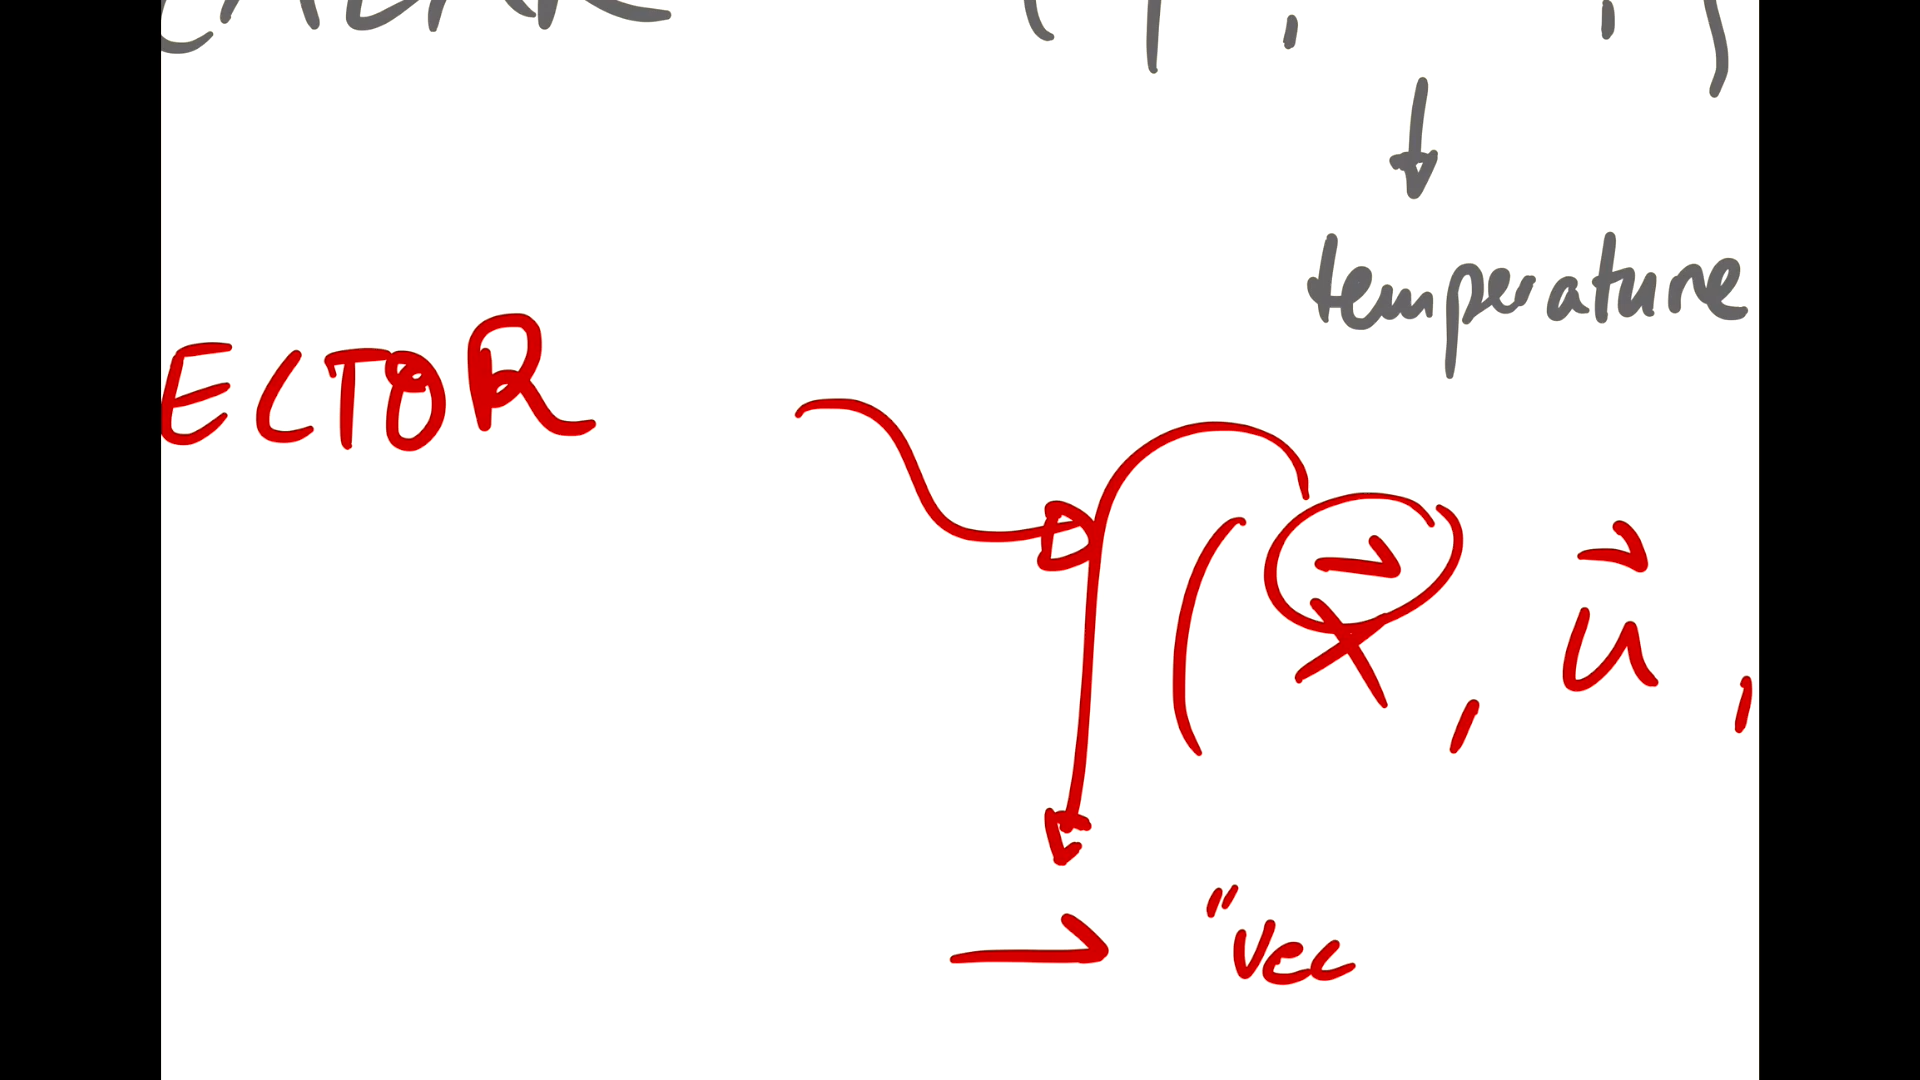 temperature
ECTOR
( x⃗ , u⃗ ,
→ "vec